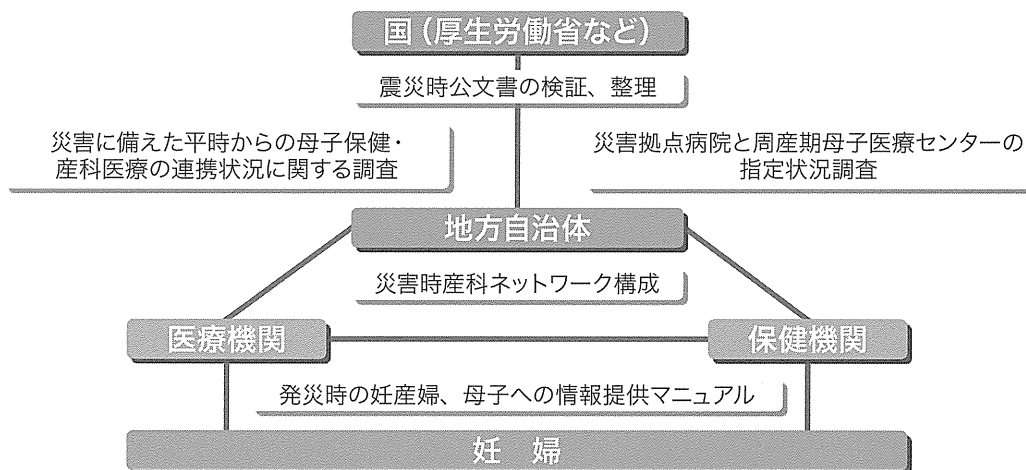 国（厚生労働省など）
震災時公文書の検証、整理
災害に備えた平時からの母子保健・
産科医療の連携状況に関する調査
災害拠点病院と周産期母子医療センターの
指定状況調査
地方自治体
災害時産科ネットワーク構成
医療機関
保健機関
発災時の妊産婦、母子への情報提供マニュアル
妊　婦